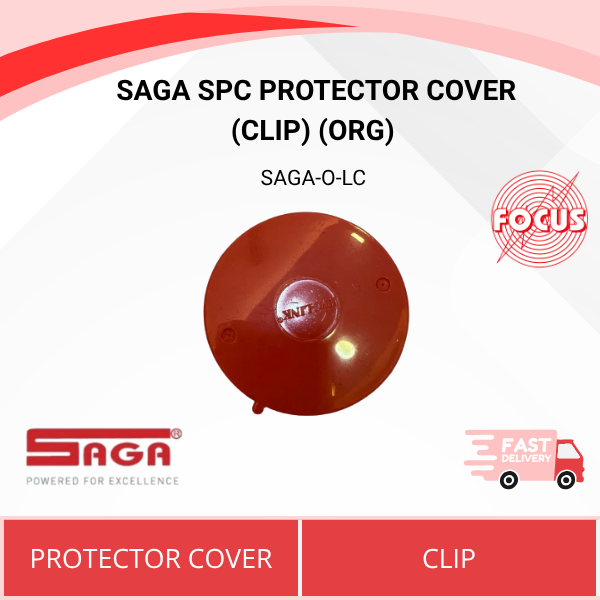 SAGA SPC PROTECTOR COVER
(CLIP) (ORG)
SAGA-O-LC
FOCUS
SAGA®
POWERED FOR EXCELLENCE
FAST
DELIVERY
PROTECTOR COVER
CLIP